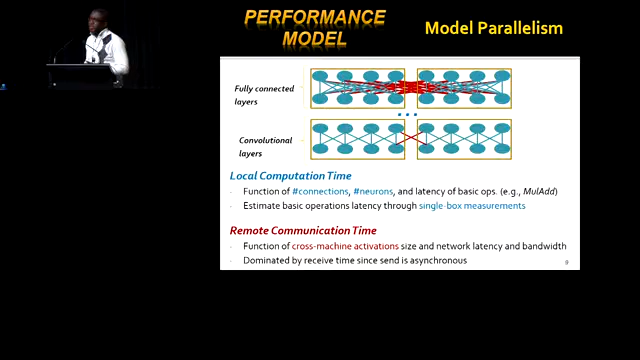 PERFORMANCE
MODEL
Model Parallelism
Fully connected
layers
...
Convolutional
layers
Local Computation Time
- Function of #connections, #neurons, and latency of basic ops. (e.g., MulAdd)
- Estimate basic operations latency through single-box measurements
Remote Communication Time
- Function of cross-machine activations size and network latency and bandwidth
- Dominated by receive time since send is asynchronous
9